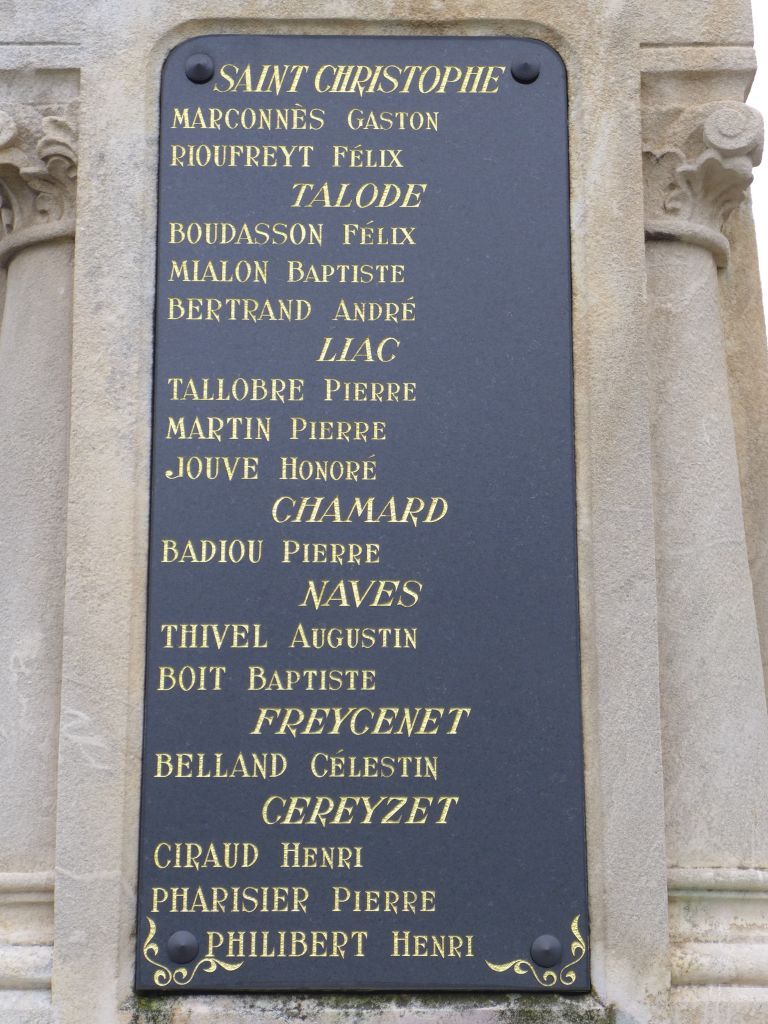 SAINT CHRISTOPHE
MARCONNÈS GASTON
RIOUFREYT FÉLIX
TALODE
BOUDASSON FÉLIX
MIALON BAPTISTE
BERTRAND ANDRÉ
LIAC
TALLOBRE PIERRE
MARTIN PIERRE
JOUVE HONORÉ
CHAMARD
BADIOU PIERRE
NAVES
THIVEL AUGUSTIN
BOIT BAPTISTE
FREYCENET
BELLAND CÉLESTIN
CEREYZET
CIRAUD HENRI
PHARISIER PIERRE
PHILIBERT HENRI